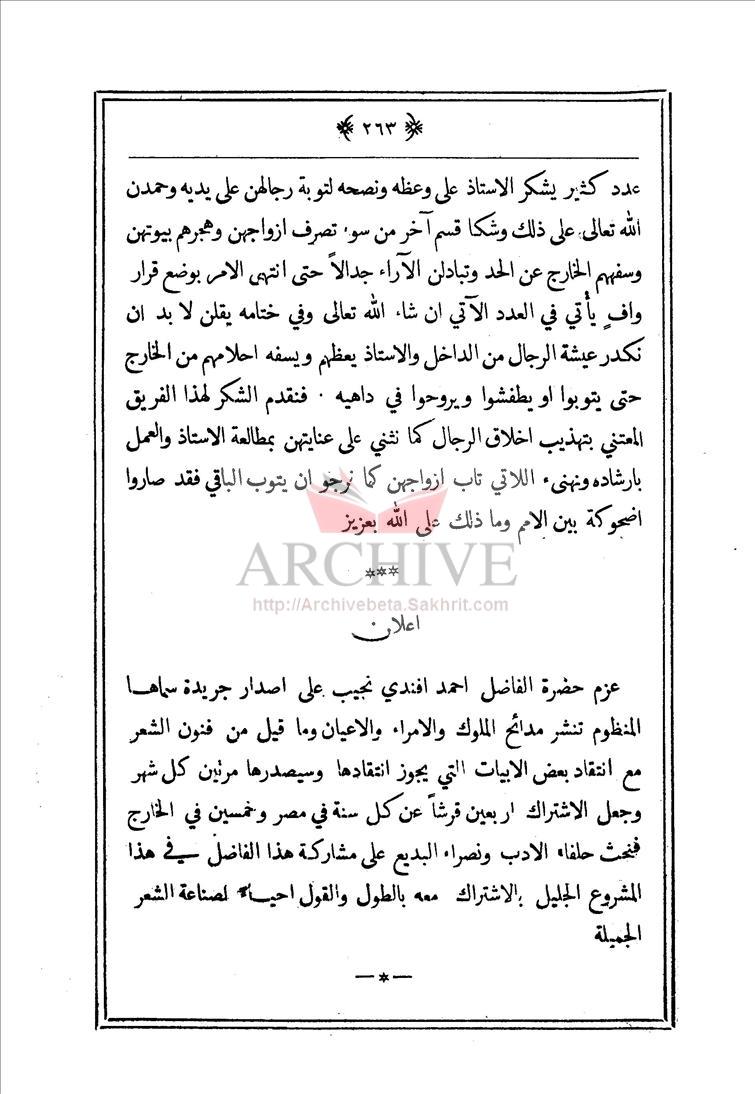 ٢٦٣
عدد كثير يشكر الاستاذ على وعظه ونصحه لتوبة رجالهن على يديه وحمدن
الله تعالى على ذلك وشكا قسم آخر من سوء تصرف ازواجهن وهجرهم بيوتهن
وسفههم الخارج عن الحد وتبادلن الآراء جدالاً حتى انتهى الامر بوضع قرار
وافٍ يأتي في العدد الآتي ان شاء الله تعالى وفي ختامه يقلن لا بد ان
نكدر عيشة الرجال من الداخل والاستاذ يعظهم ويسفه احلامهم من الخارج
حتى يتوبوا او يطفشوا ويروحوا في داهيه . فنقدم الشكر لهذا الفريق
المعتني بتهذيب اخلاق الرجال كما نثني على عنايتهن بمطالعة الاستاذ والعمل
بارشاده ونهنىء اللاتي تاب ازواجهن كما نرجو ان يتوب الباقي فقد صاروا
اضحوكة بين الامم وما ذلك على الله بعزيز
ARCHIVE
***
http://Archivebeta.Sakhrit.com
اعلان
عزم حضرة الفاضل احمد افندي نجيب على اصدار جريدة سماها
المنظوم تنشر مدائح الملوك والامراء والاعيان وما قيل من فنون الشعر
مع انتقاد بعض الابيات التي يجوز انتقادها وسيصدرها مرتين كل شهر
وجعل الاشتراك اربعين قرشاً عن كل سنة في مصر وخمسين في الخارج
فنحث حلفاء الادب ونصراء البديع على مشاركة هذا الفاضل في هذا
المشروع الجليل بالاشتراك معه بالطول والقول احياء لصناعة الشعر
الجميلة